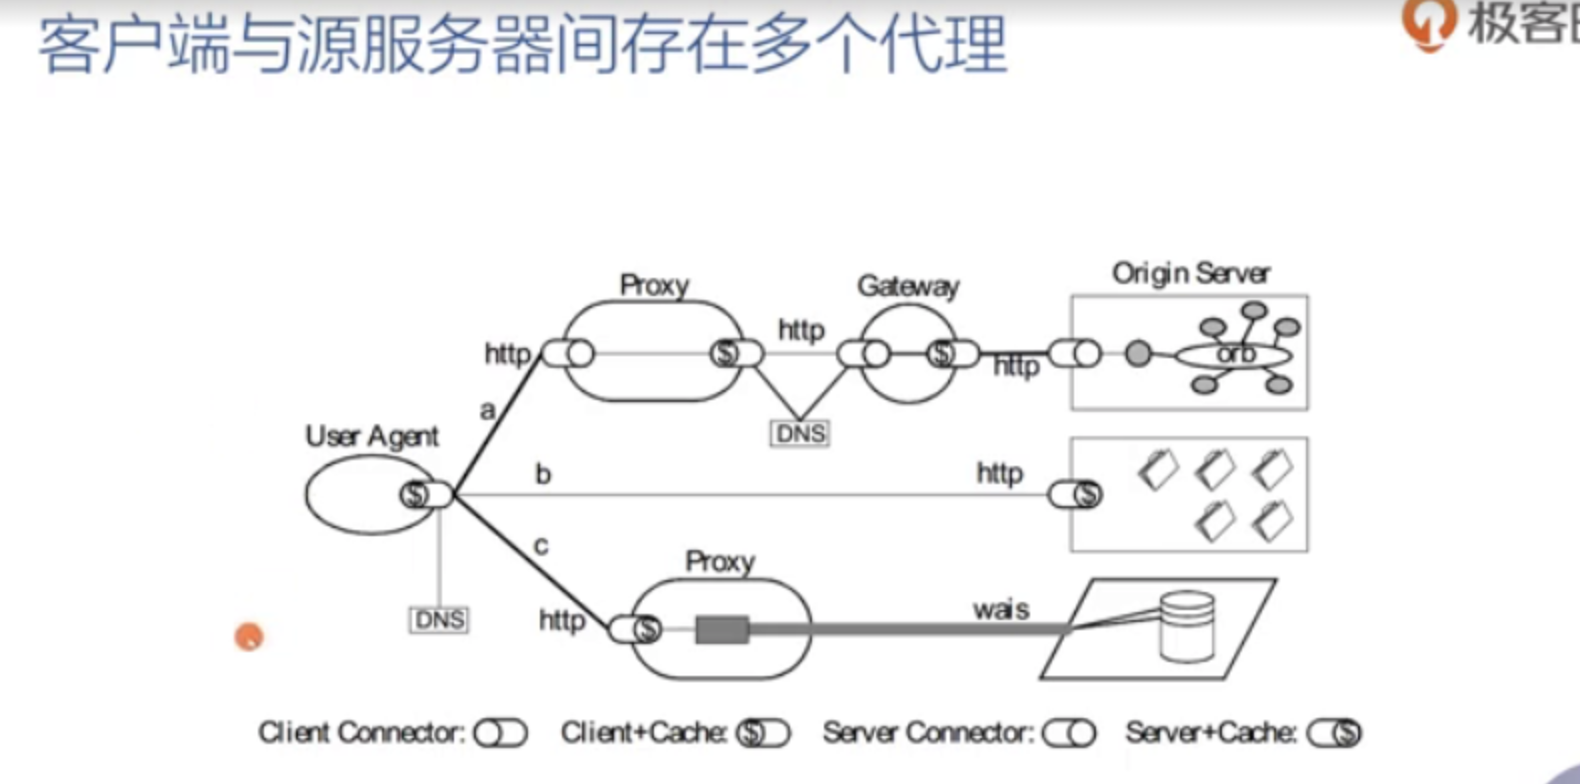 客户端与源服务器间存在多个代理
极客
Proxy
Gateway
Origin Server
http
http
http
orb
a
DNS
User Agent
$
$
$
b
http
$
c
Proxy
DNS
http
$
wais
Client Connector:
Client+Cache:
$
Server Connector:
Server+Cache:
$